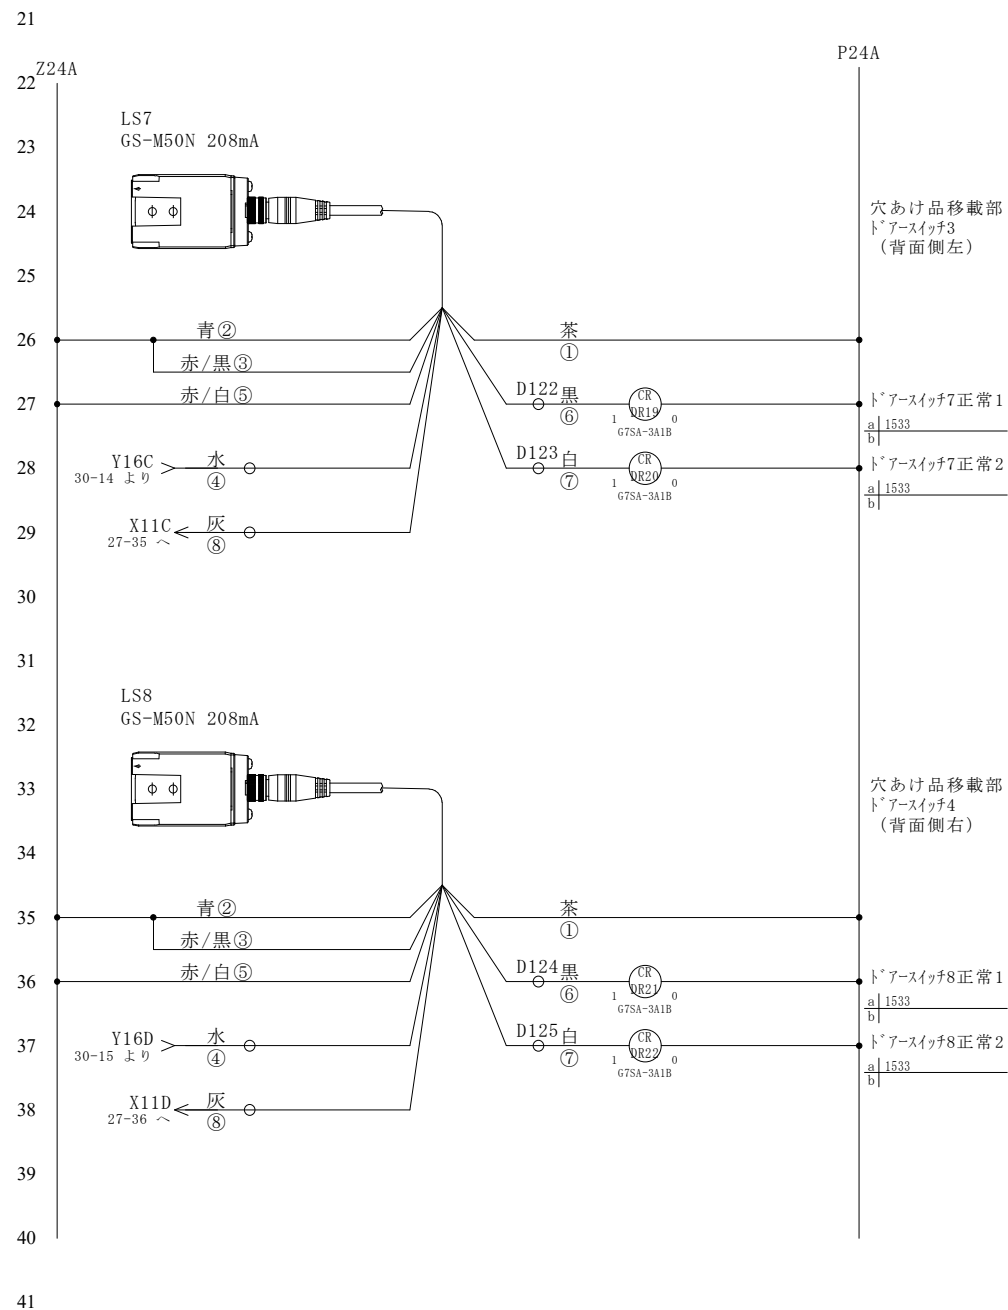 21
P24A
Z24A
22
LS7
GS-M50N 208mA
23
24
穴あけ品移載部
ﾄﾞｱｰｽｲｯﾁ3
（背面側左）
25
26
青②
茶
①
赤/黒③
27
赤/白⑤
D122
黒
⑥
CR
DR19
1
0
G7SA-3A1B
ﾄﾞｱｰｽｲｯﾁ7正常1
a 1533
b
28
Y16C
30-14 より
水
④
D123
白
⑦
CR
DR20
1
0
G7SA-3A1B
ﾄﾞｱｰｽｲｯﾁ7正常2
a 1533
b
29
X11C
27-35 へ
灰
⑧
30
31
LS8
GS-M50N 208mA
32
33
穴あけ品移載部
ﾄﾞｱｰｽｲｯﾁ4
（背面側右）
34
35
青②
茶
①
赤/黒③
36
赤/白⑤
D124
黒
⑥
CR
DR21
1
0
G7SA-3A1B
ﾄﾞｱｰｽｲｯﾁ8正常1
a 1533
b
37
Y16D
30-15 より
水
④
D125
白
⑦
CR
DR22
1
0
G7SA-3A1B
ﾄﾞｱｰｽｲｯﾁ8正常2
a 1533
b
38
X11D
27-36 へ
灰
⑧
39
40
41